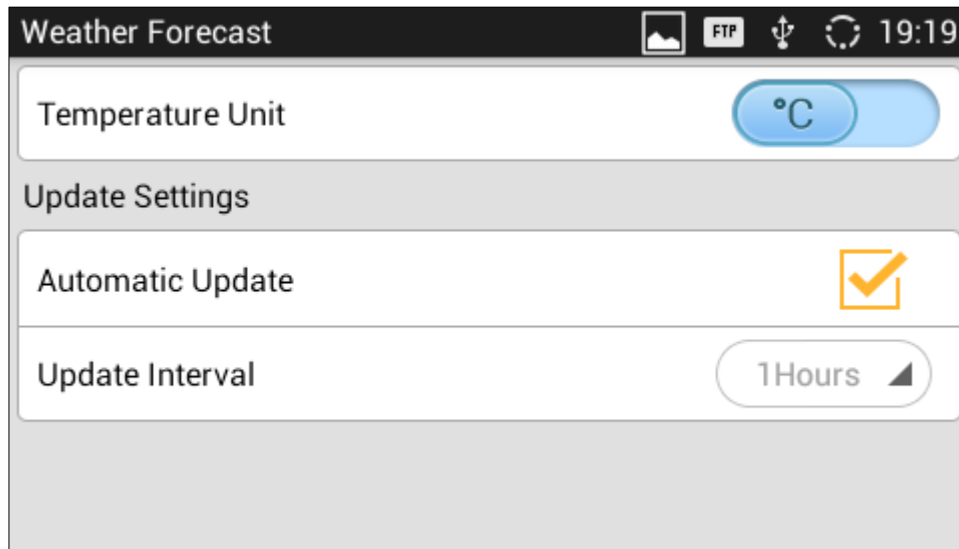 Weather Forecast FTP 19:19
Temperature Unit °C
Update Settings
Automatic Update
Update Interval 1Hours